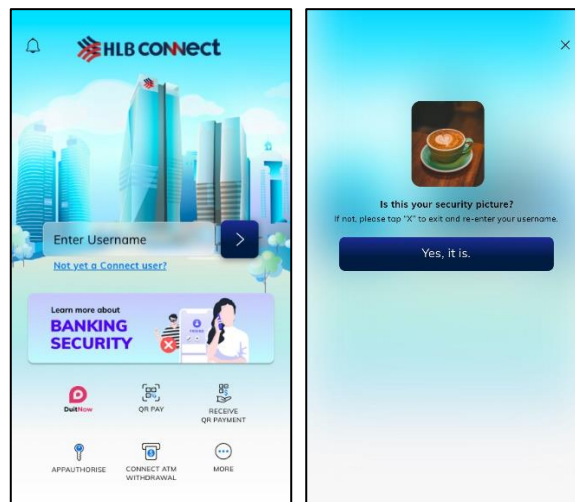 HLB CONNECT
Enter Username
Not yet a Connect user?
Learn more about
BANKING
SECURITY
DuitNow
QR PAY
RECEIVE
QR PAYMENT
APPAUTHORISE
CONNECT ATM
WITHDRAWAL
MORE
Is this your security picture?
If not, please tap "X" to exit and re-enter your username.
Yes, it is.